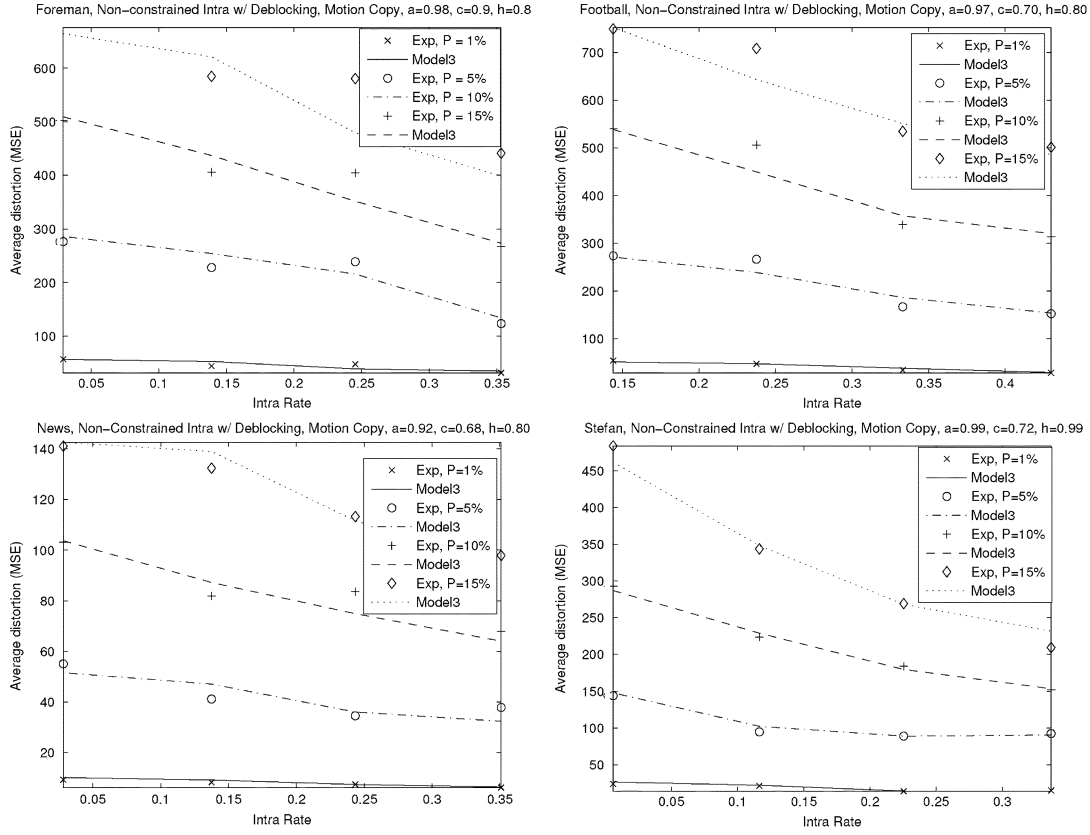 Foreman, Non-constrained Intra w/ Deblocking, Motion Copy, a=0.98, c=0.9, h=0.8
Average distortion (MSE)
600
500
400
300
200
100
0.05
0.1
0.15
0.2
0.25
0.3
0.35
Intra Rate
Exp, P = 1%
Model3
Exp, P = 5%
Exp, P = 10%
Exp, P = 15%
Model3
Football, Non-Constrained Intra w/ Deblocking, Motion Copy, a=0.97, c=0.70, h=0.80
Average distortion (MSE)
700
600
500
400
300
200
100
0.15
0.2
0.25
0.3
0.35
0.4
Intra Rate
Exp, P=1%
Model3
Exp, P=5%
Model3
Exp, P=10%
Model3
Exp, P=15%
Model3
News, Non-Constrained Intra w/ Deblocking, Motion Copy, a=0.92, c=0.68, h=0.80
Average distortion (MSE)
140
120
100
80
60
40
20
0.05
0.1
0.15
0.2
0.25
0.3
0.35
Intra Rate
Exp, P=1%
Model3
Exp, P=5%
Model3
Exp, P=10%
Model3
Exp, P=15%
Model3
Stefan, Non-Constrained Intra w/ Deblocking, Motion Copy, a=0.99, c=0.72, h=0.99
Average distortion (MSE)
450
400
350
300
250
200
150
100
50
0.05
0.1
0.15
0.2
0.25
0.3
Intra Rate
Exp, P=1%
Model3
Exp, P=5%
Model3
Exp, P=10%
Model3
Exp, P=15%
Model3